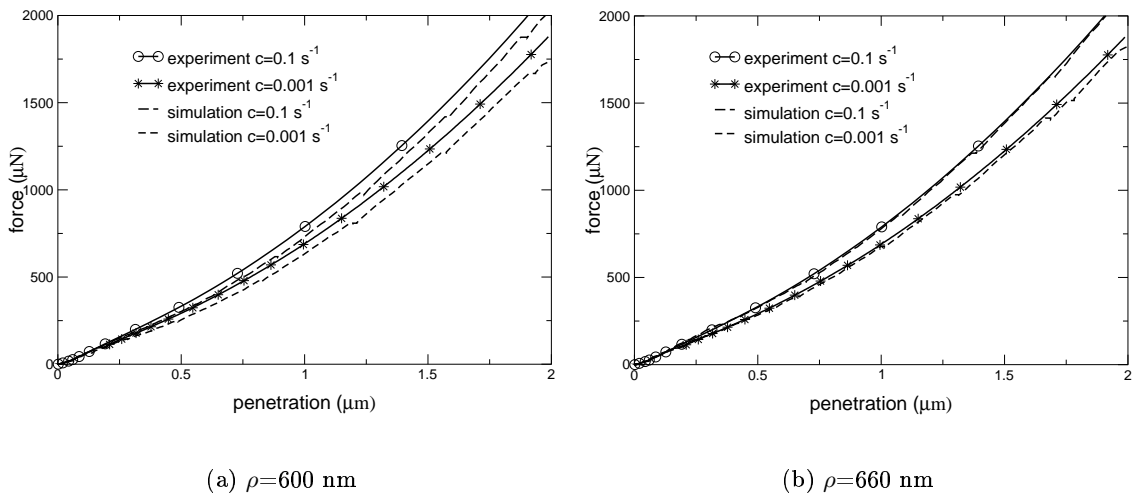 2000
1500
1000
500
0
force (μN)
experiment c=0.1 s⁻¹
experiment c=0.001 s⁻¹
simulation c=0.1 s⁻¹
simulation c=0.001 s⁻¹
0 0.5 1 1.5 2
penetration (μm)
(a) ρ=600 nm
2000
1500
1000
500
0
force (μN)
experiment c=0.1 s⁻¹
experiment c=0.001 s⁻¹
simulation c=0.1 s⁻¹
simulation c=0.001 s⁻¹
0 0.5 1 1.5 2
penetration (μm)
(b) ρ=660 nm